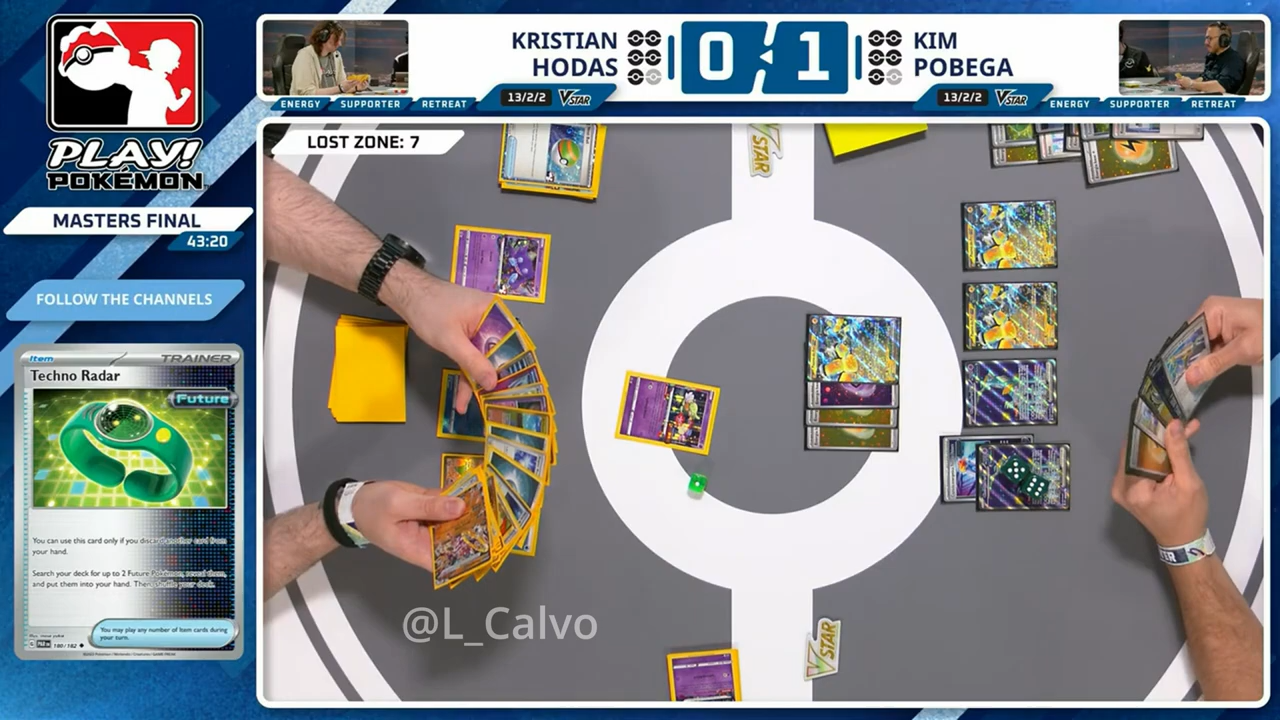 KRISTIAN
HODAS
0
1
KIM
POBEGA
13/2/2
VSTAR
13/2/2
VSTAR
ENERGY
SUPPORTER
RETREAT
ENERGY
SUPPORTER
RETREAT
PLAY!
POKÉMON
LOST ZONE: 7
MASTERS FINAL
43:20
FOLLOW THE CHANNELS
Item
TRAINER
Techno Radar
Future
You can use this card only if you discard another card from
your hand.
Search your deck for up to 2 Future Pokémon, reveal them,
and put them into your hand. Then, shuffle your deck.
You may play any number of Item cards during
your turn.
180/182
VSTAR
VSTAR
@L_Calvo